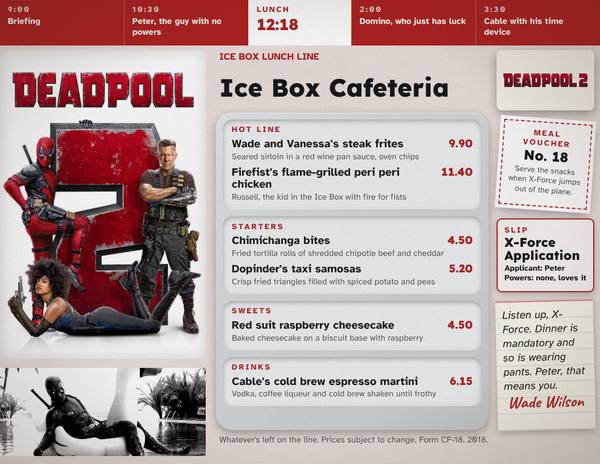 9:00
Briefing
10:30
Peter, the guy with no
powers
LUNCH
12:18
2:00
Domino, who just has luck
3:30
Cable with his time
device
DEADPOOL
2
ICE BOX LUNCH LINE
Ice Box Cafeteria
HOT LINE
Wade and Vanessa's steak frites 9.90
Seared sirloin in a red wine pan sauce, oven chips
Firefist's flame-grilled peri peri 11.40
chicken
Russell, the kid in the Ice Box with fire for fists
STARTERS
Chimichanga bites 4.50
Fried tortilla rolls of shredded chipotle beef and cheddar
Dopinder's taxi samosas 5.20
Crisp fried triangles filled with spiced potato and peas
SWEETS
Red suit raspberry cheesecake 4.50
Baked cheesecake on a biscuit base with raspberry
DRINKS
Cable's cold brew espresso martini 6.15
Vodka, coffee liqueur and cold brew shaken until frothy
Whatever's left on the line. Prices subject to change. Form CF-18. 2018.
DEADPOOL 2
MEAL
VOUCHER
No. 18
Serve the snacks
when X-Force jumps
out of the plane.
SLIP
X-Force
Application
Applicant: Peter
Powers: none, loves it
Listen up, X-
Force. Dinner is
mandatory and
so is wearing
pants. Peter, that
means you.
Wade Wilson